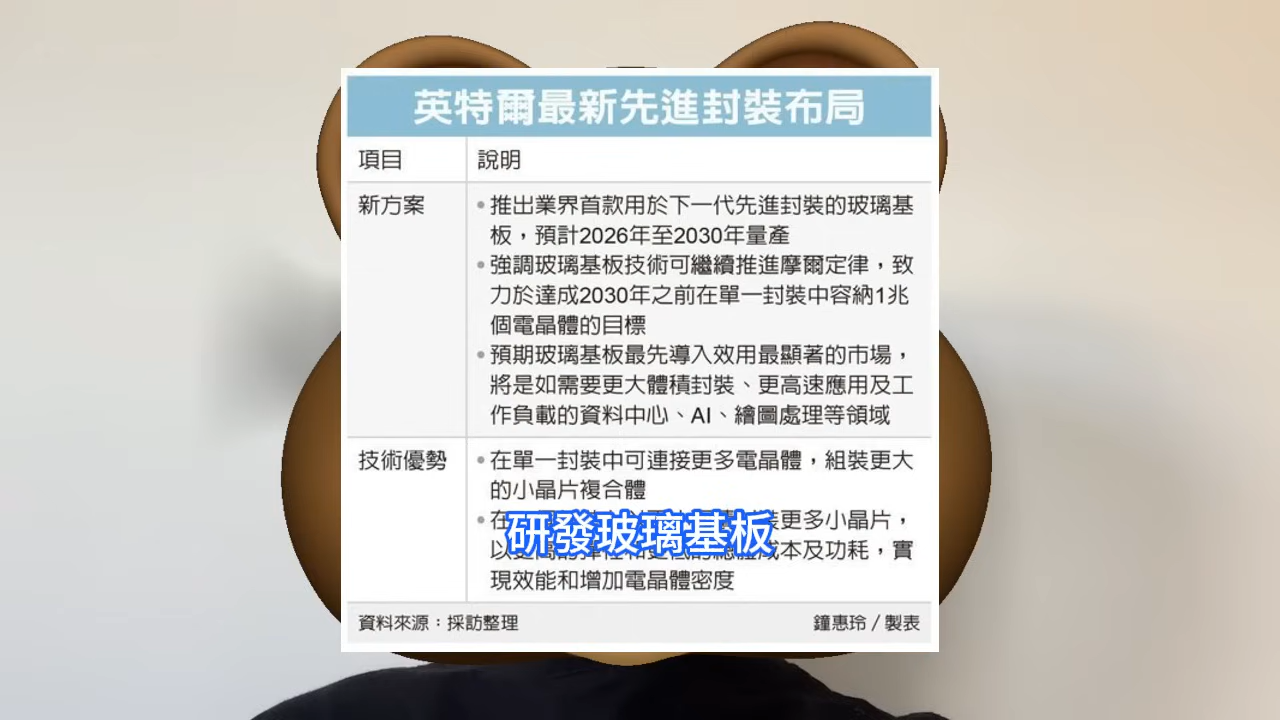 英特爾最新先進封裝布局
項目
說明
新方案
•推出業界首款用於下一代先進封裝的玻璃基
板，預計2026年至2030年量產
•強調玻璃基板技術可繼續推進摩爾定律，致
力於達成2030年之前在單一封裝中容納1兆
個電晶體的目標
•預期玻璃基板最先導入效用最顯著的市場，
將是如需要更大體積封裝、更高速應用及工
作負載的資料中心、AI、繪圖處理等領域
技術優勢
•在單一封裝中可連接更多電晶體，組裝更大
的小晶片複合體
•在 裝更多小晶片，
以 成本及功耗，實
現效能和增加電晶體密度
研發玻璃基板
資料來源：採訪整理
鐘惠玲／製表